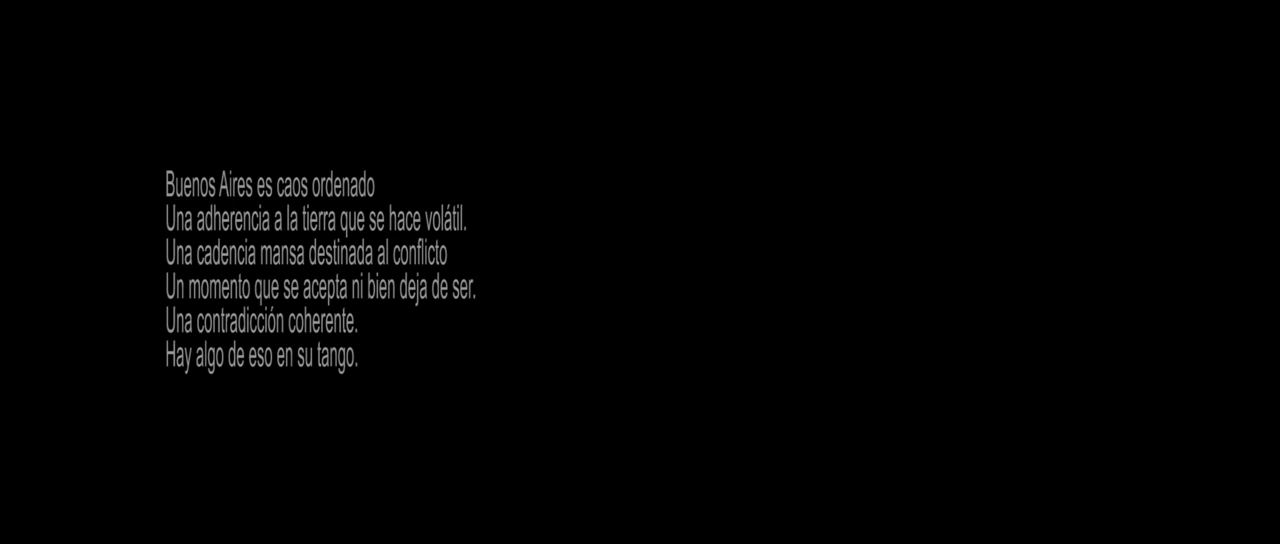 Buenos Aires es caos ordenado
Una adherencia a la tierra que se hace volátil.
Una cadencia mansa destinada al conflicto
Un momento que se acepta ni bien deja de ser.
Una contradicción coherente.
Hay algo de eso en su tango.